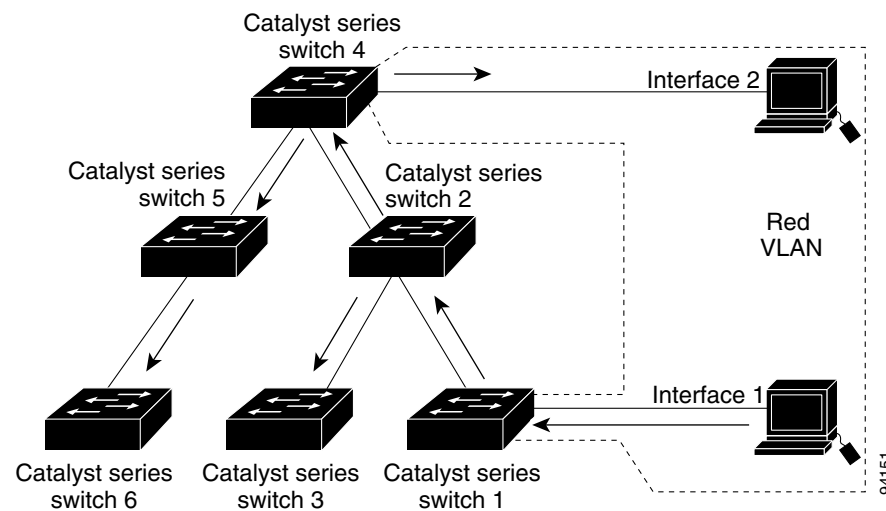 Catalyst series
switch 4
Interface 2
Catalyst series
switch 5
Catalyst series
switch 2
Red
VLAN
Interface 1
Catalyst series
switch 6
Catalyst series
switch 3
Catalyst series
switch 1
94151